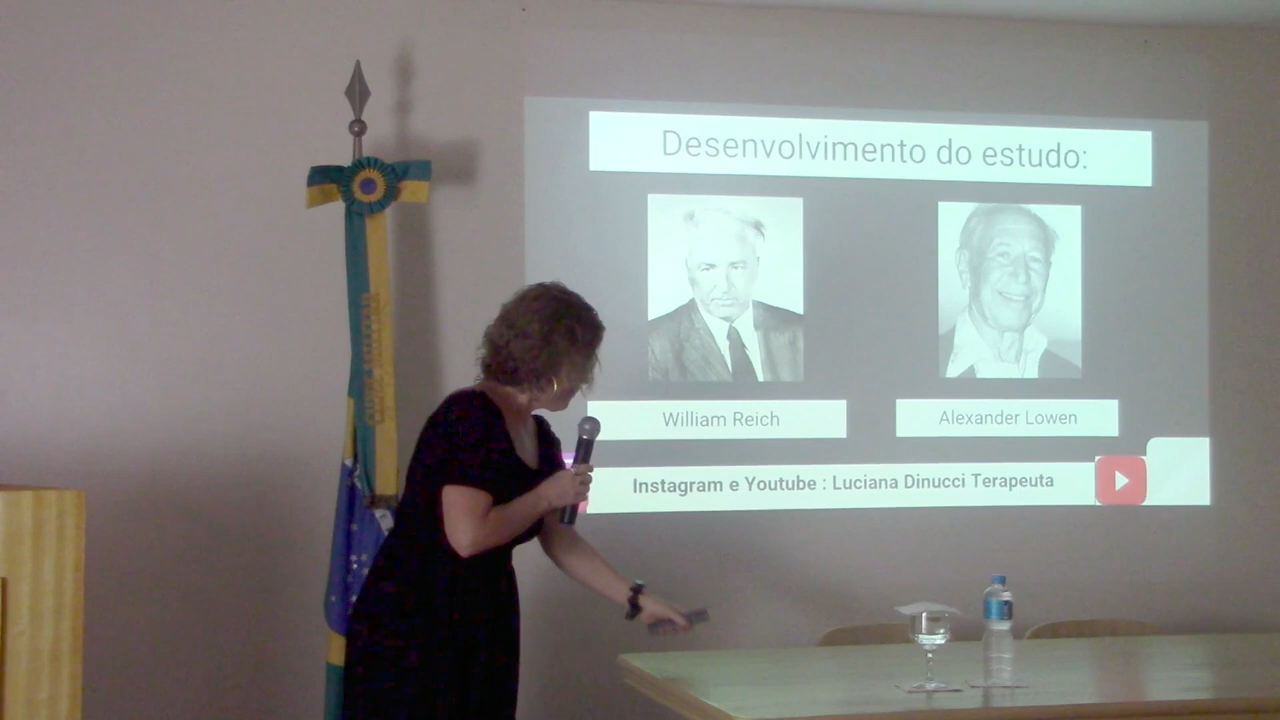 Desenvolvimento do estudo:
William Reich
Alexander Lowen
Instagram e Youtube : Luciana Dinucci Terapeuta